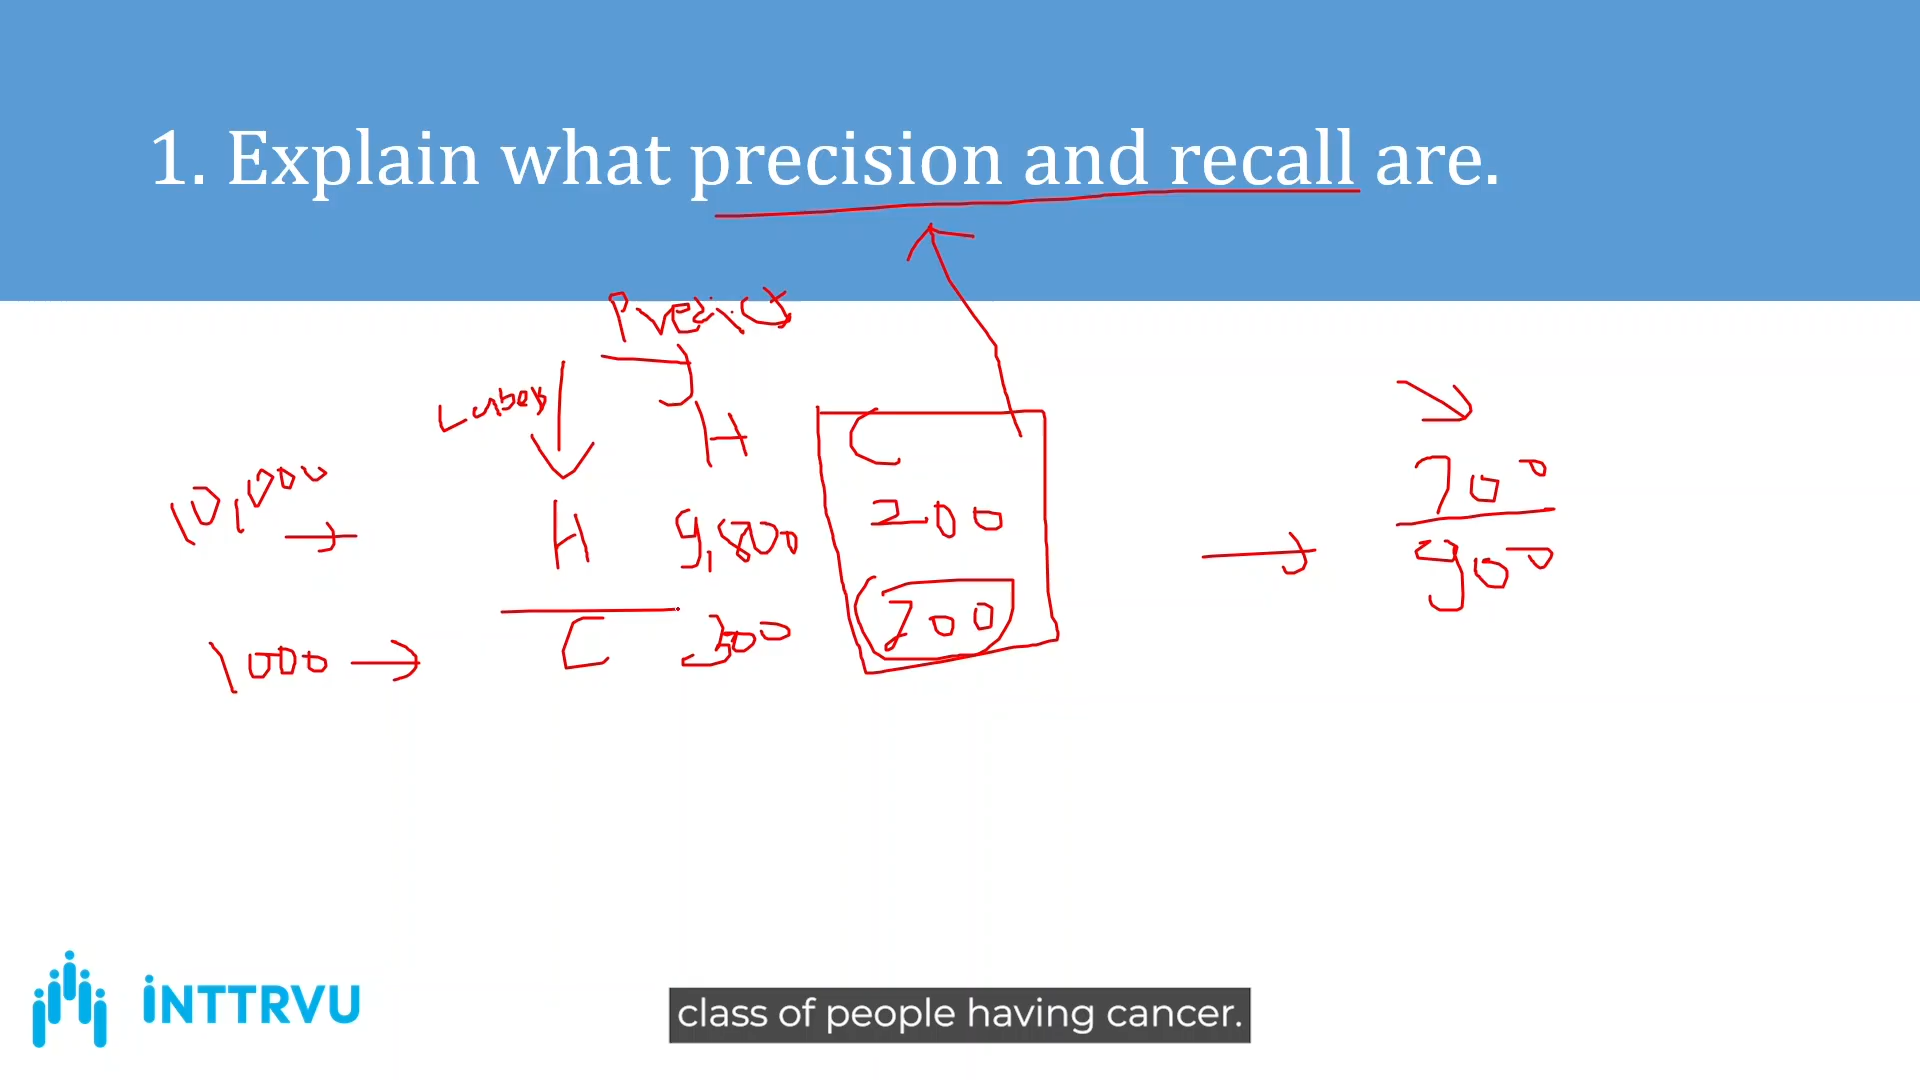 1. Explain what precision and recall are.
Predict
Labels
H C
10,000 H 9,800 200
1000 C 300 700
700
900
iNTTRVU
class of people having cancer.